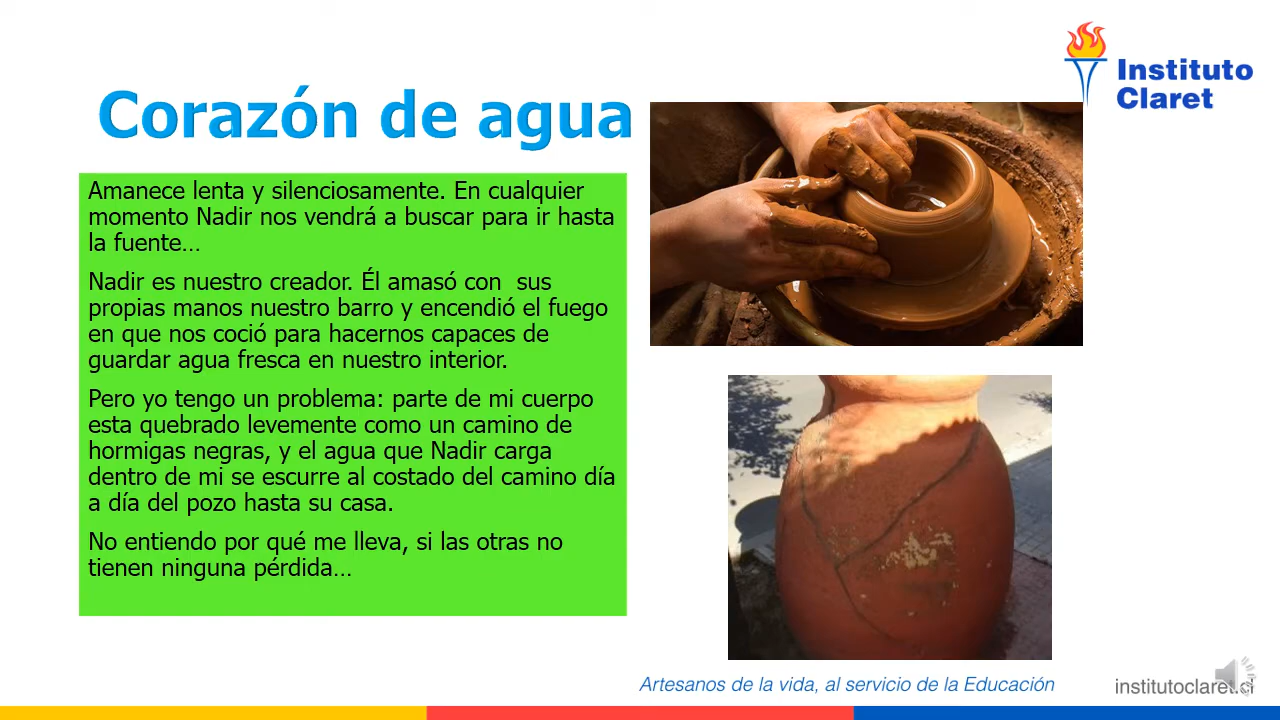 Instituto
Claret
Corazón de agua
Amanece lenta y silenciosamente. En cualquier
momento Nadir nos vendrá a buscar para ir hasta
la fuente…
Nadir es nuestro creador. Él amasó con  sus
propias manos nuestro barro y encendió el fuego
en que nos coció para hacernos capaces de
guardar agua fresca en nuestro interior.
Pero yo tengo un problema: parte de mi cuerpo
esta quebrado levemente como un camino de
hormigas negras, y el agua que Nadir carga
dentro de mi se escurre al costado del camino día
a día del pozo hasta su casa.
No entiendo por qué me lleva, si las otras no
tienen ninguna pérdida…
Artesanos de la vida, al servicio de la Educación
institutoclaret.cl